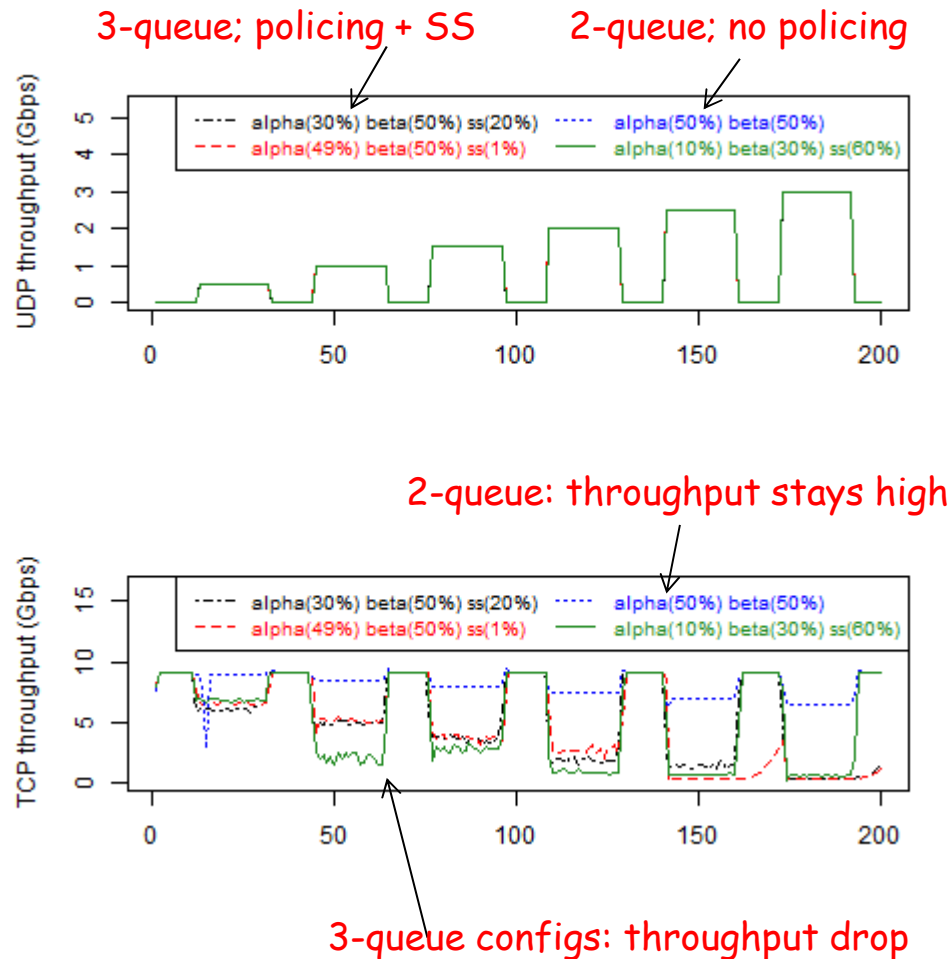 3-queue; policing + SS
2-queue; no policing
UDP throughput (Gbps)
5
4
3
2
1
0
alpha(30%) beta(50%) ss(20%)
alpha(50%) beta(50%)
alpha(49%) beta(50%) ss(1%)
alpha(10%) beta(30%) ss(60%)
0 50 100 150 200
2-queue: throughput stays high
TCP throughput (Gbps)
15
10
5
0
alpha(30%) beta(50%) ss(20%)
alpha(50%) beta(50%)
alpha(49%) beta(50%) ss(1%)
alpha(10%) beta(30%) ss(60%)
0 50 100 150 200
3-queue configs: throughput drop